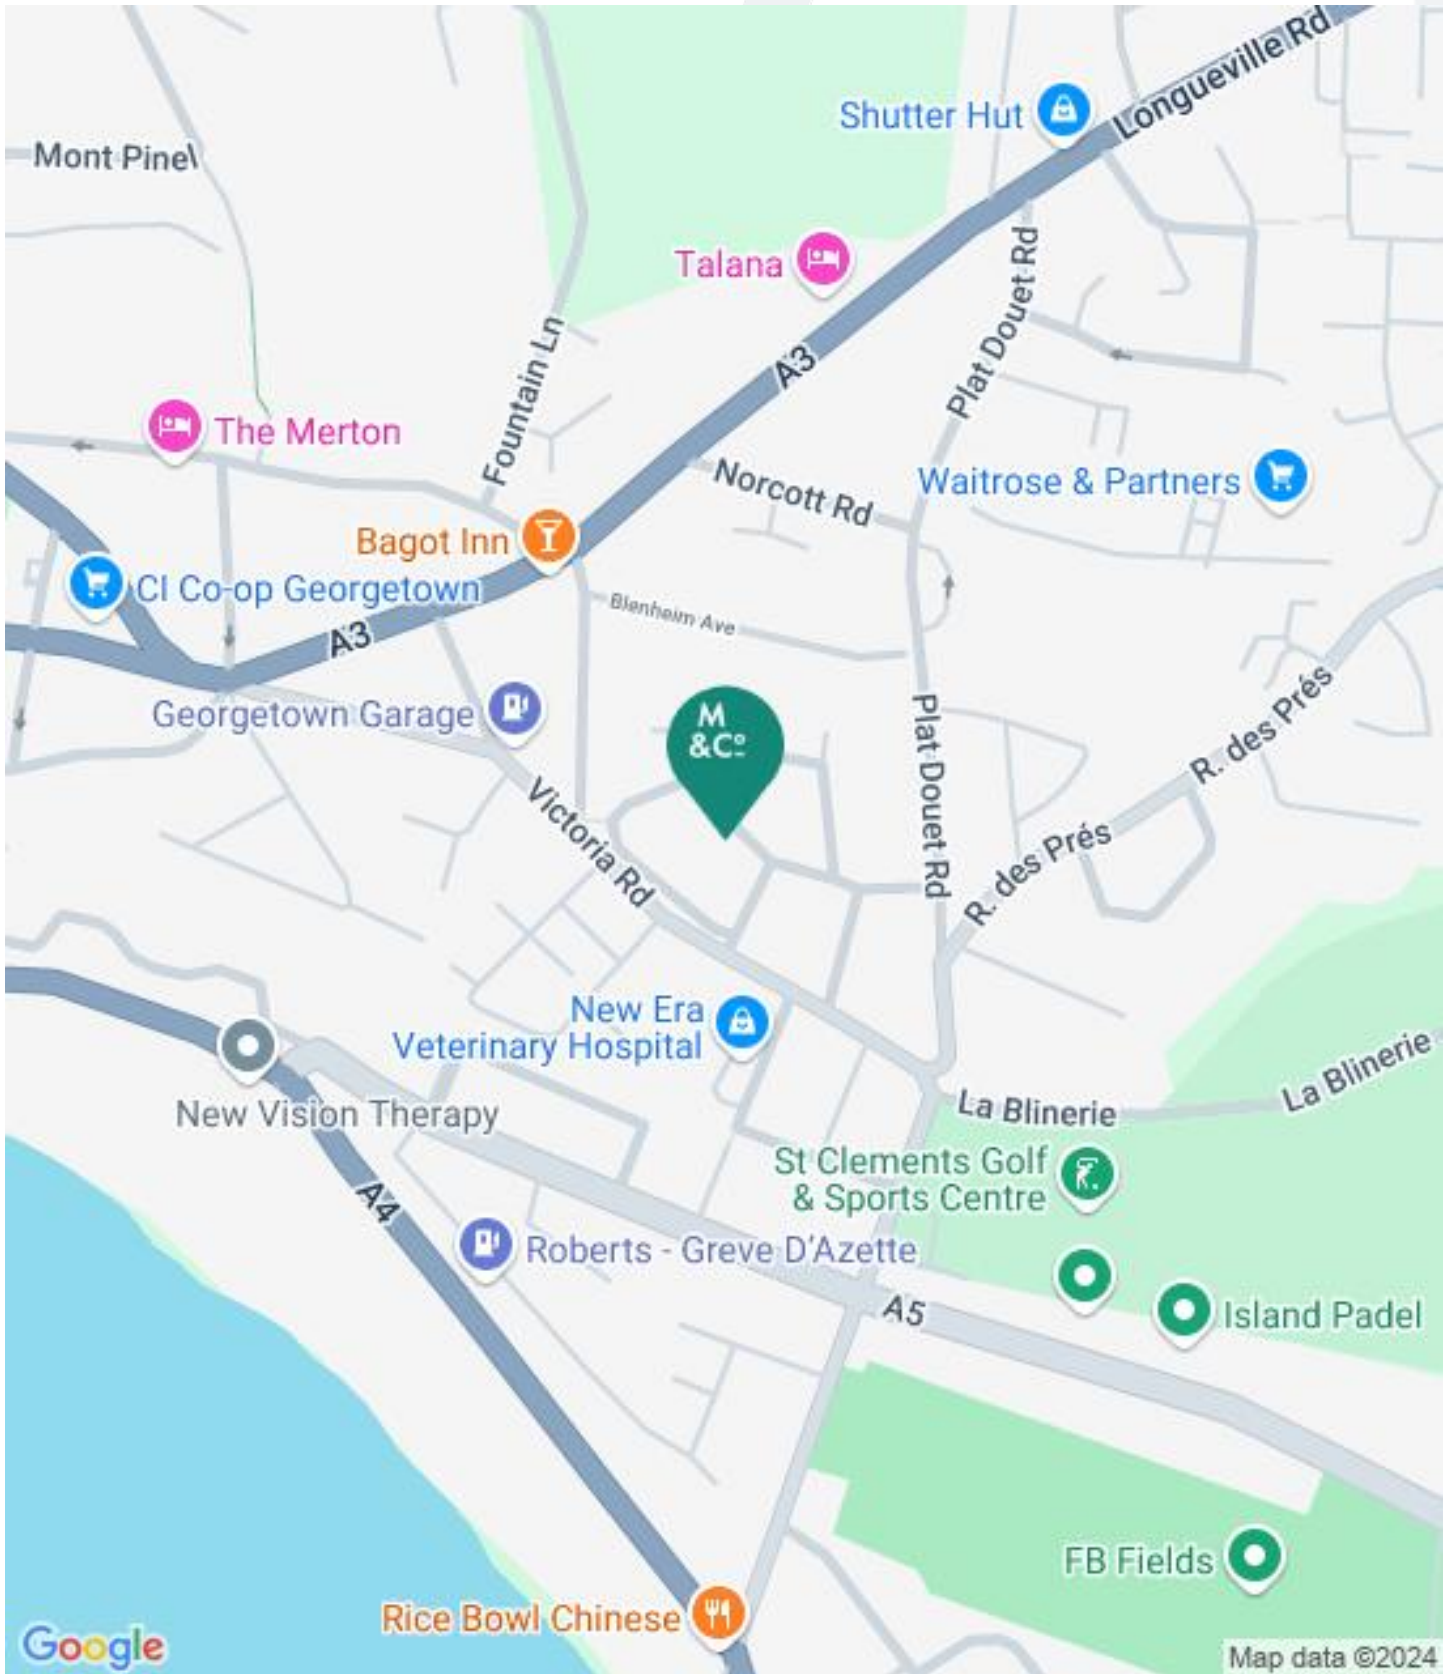 Longueville Rd
Shutter Hut
Mont Pinel
Talana
Plat Douet Rd
Fountain Ln
A3
The Merton
Norcott Rd
Waitrose & Partners
Bagot Inn
CI Co-op Georgetown
Blenheim Ave
A3
Georgetown Garage
M
&Cº
Plat Douet Rd
R. des Prés
Victoria Rd
R. des Prés
New Era
Veterinary Hospital
La Blinerie
New Vision Therapy
La Blinerie
St Clements Golf
& Sports Centre
A4
Roberts - Greve D'Azette
A5
Island Padel
FB Fields
Rice Bowl Chinese
Google
Map data ©2024